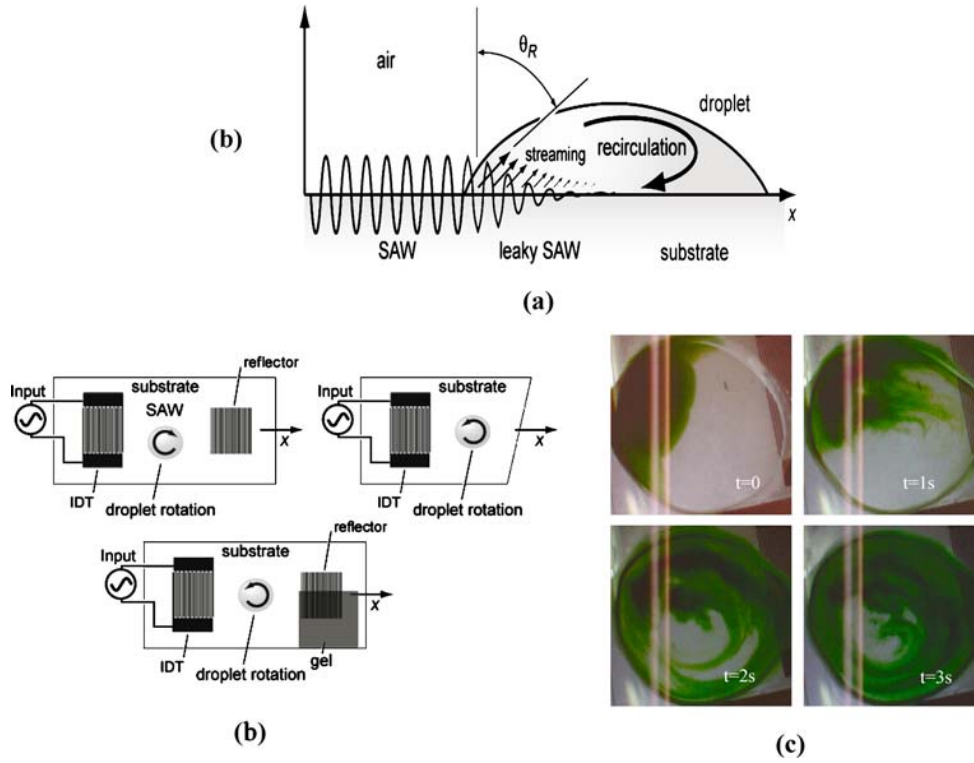 air
θR
droplet
(b)
streaming
recirculation
x
SAW
leaky SAW
substrate
(a)
reflector
Input
substrate
SAW
x
IDT
droplet rotation
Input
substrate
x
IDT
droplet rotation
reflector
Input
substrate
x
IDT
droplet rotation
gel
(b)
t=0
t=1s
t=2s
t=3s
(c)